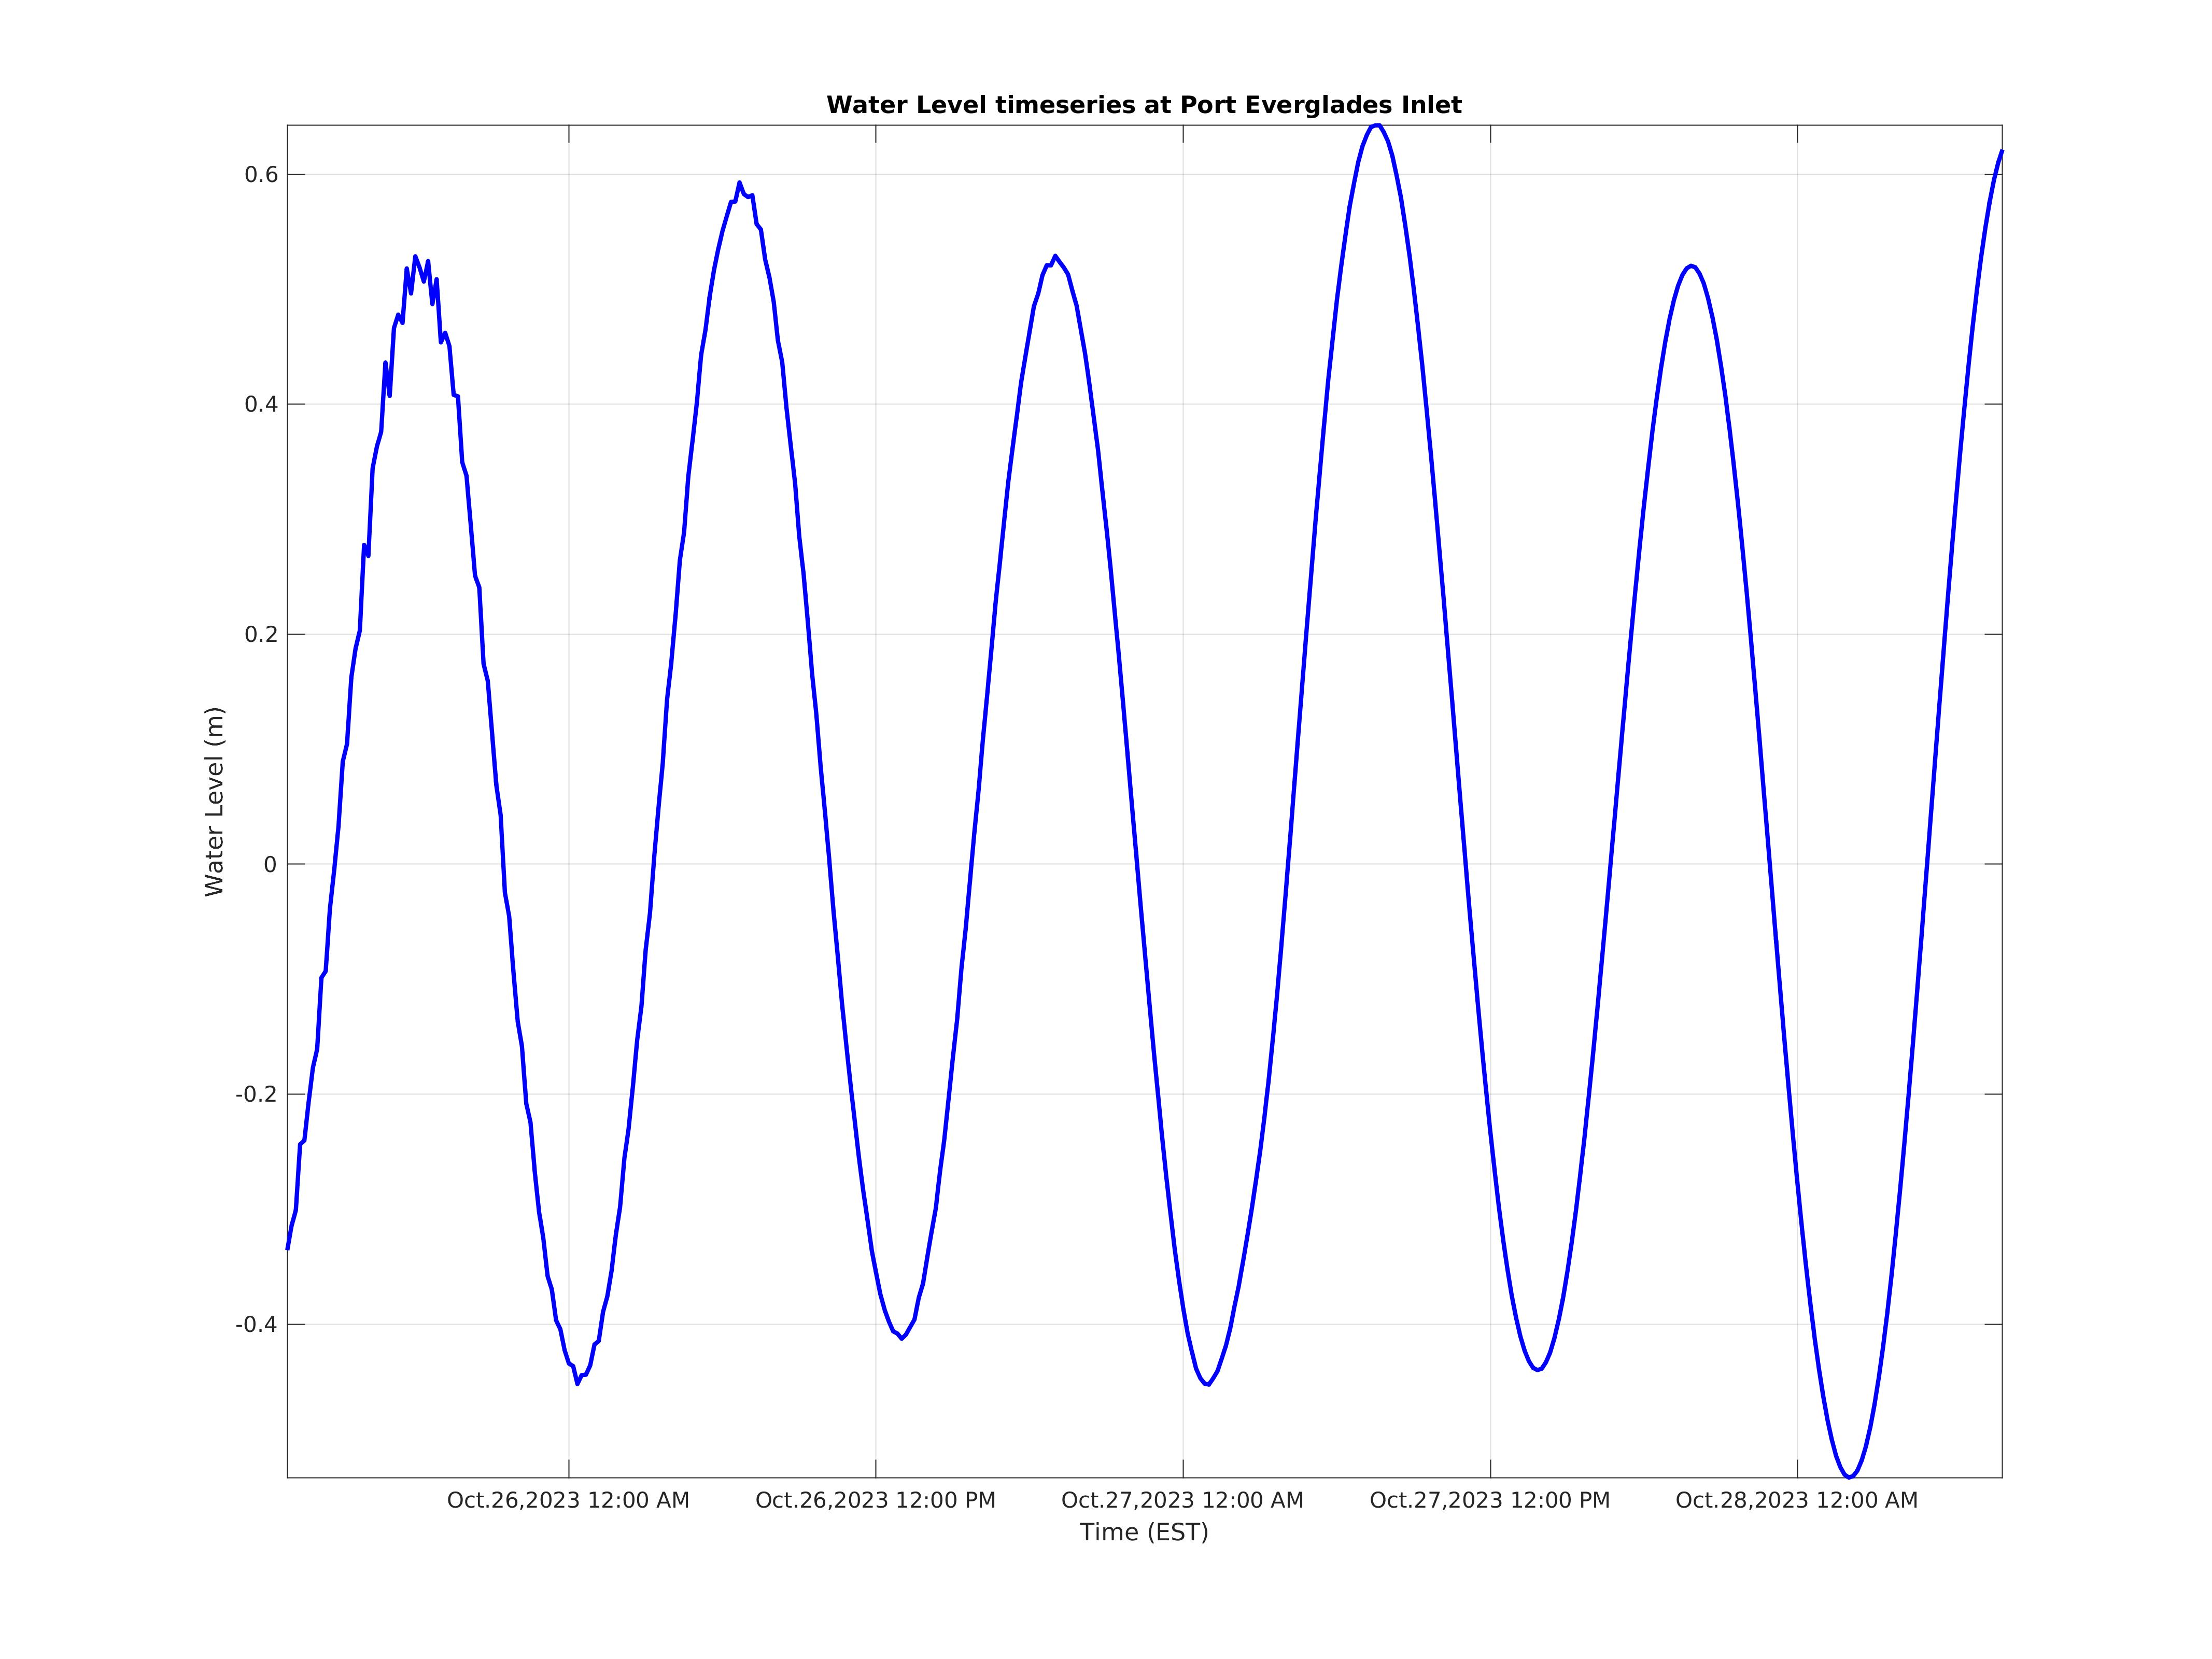 Water Level timeseries at Port Everglades Inlet
0.6
0.4
0.2
0
-0.2
-0.4
Water Level (m)
Oct.26,2023 12:00 AM
Oct.26,2023 12:00 PM
Oct.27,2023 12:00 AM
Oct.27,2023 12:00 PM
Oct.28,2023 12:00 AM
Time (EST)